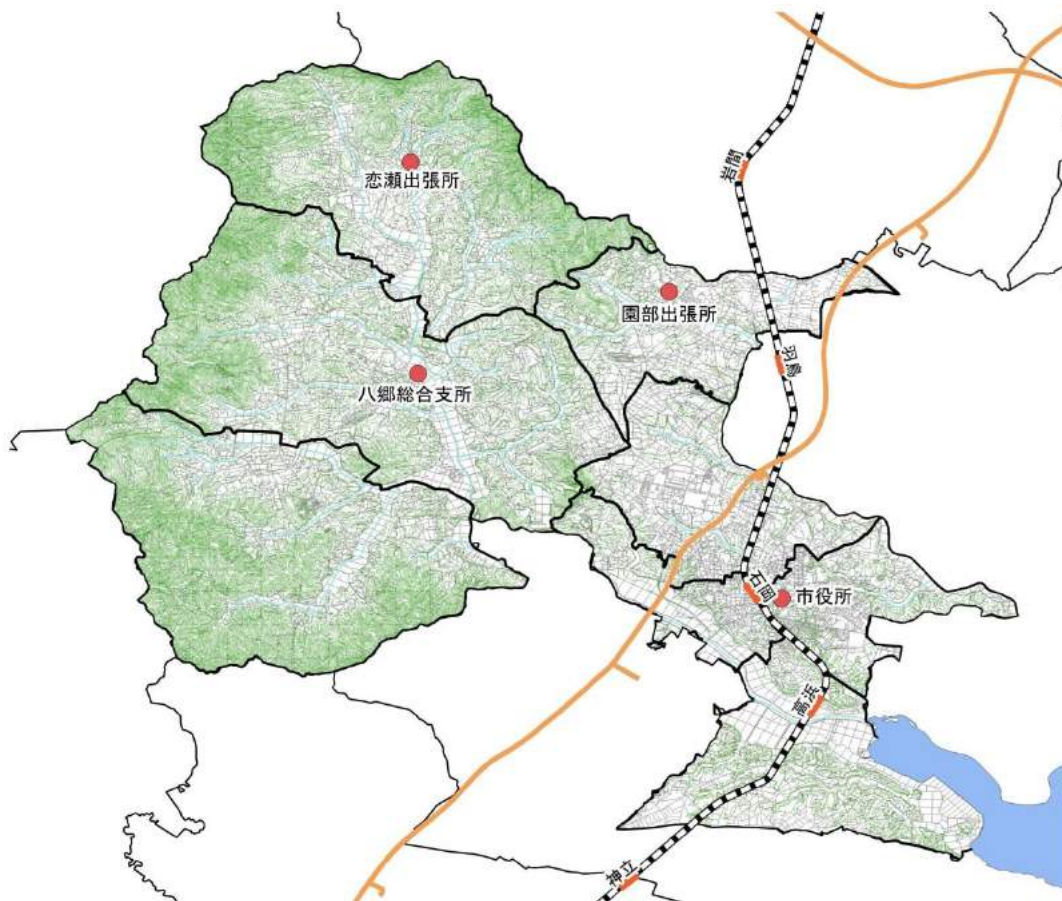 岩間
恋瀬出張所
園部出張所
羽鳥
八郷総合支所
石岡
市役所
高浜
神立